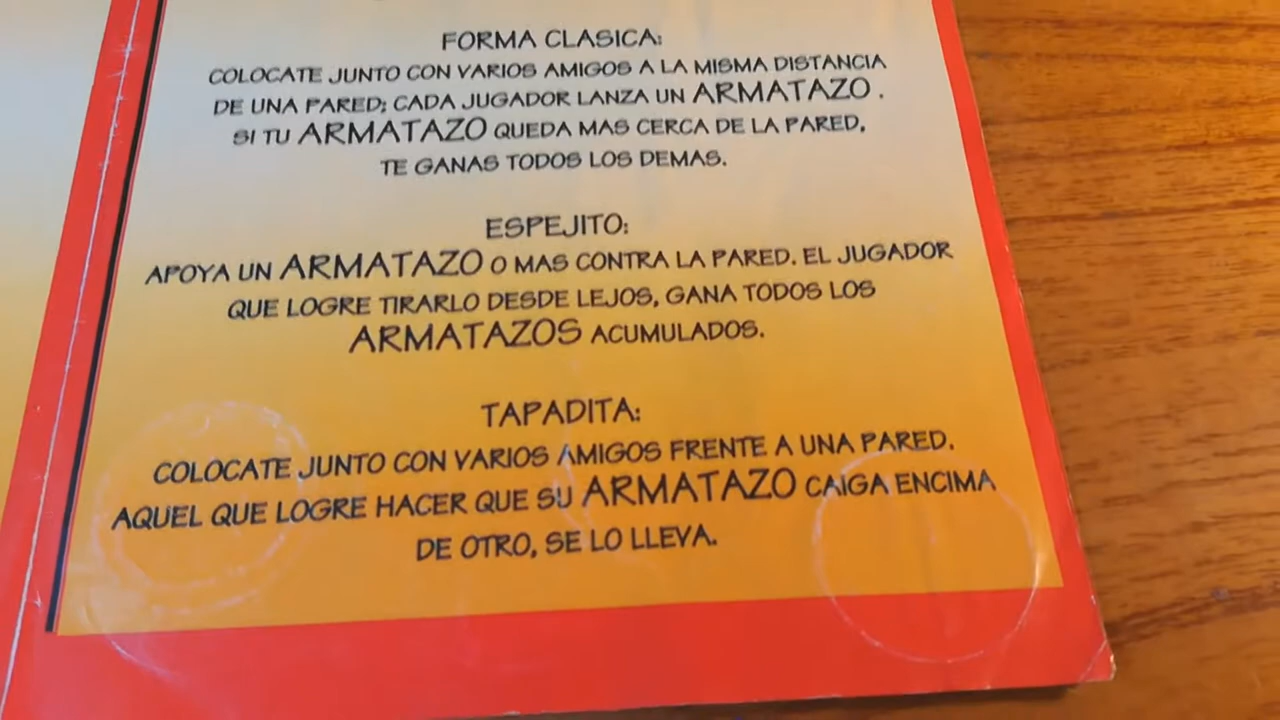 FORMA CLASICA:
COLOCATE JUNTO CON VARIOS AMIGOS A LA MISMA DISTANCIA
DE UNA PARED; CADA JUGADOR LANZA UN ARMATAZO .
SI TU ARMATAZO QUEDA MAS CERCA DE LA PARED,
TE GANAS TODOS LOS DEMAS.
ESPEJITO:
APOYA UN ARMATAZO O MAS CONTRA LA PARED. EL JUGADOR
QUE LOGRE TIRARLO DESDE LEJOS, GANA TODOS LOS
ARMATAZOS ACUMULADOS.
TAPADITA:
COLOCATE JUNTO CON VARIOS AMIGOS FRENTE A UNA PARED.
AQUEL QUE LOGRE HACER QUE SU ARMATAZO CAIGA ENCIMA
DE OTRO, SE LO LLEVA.